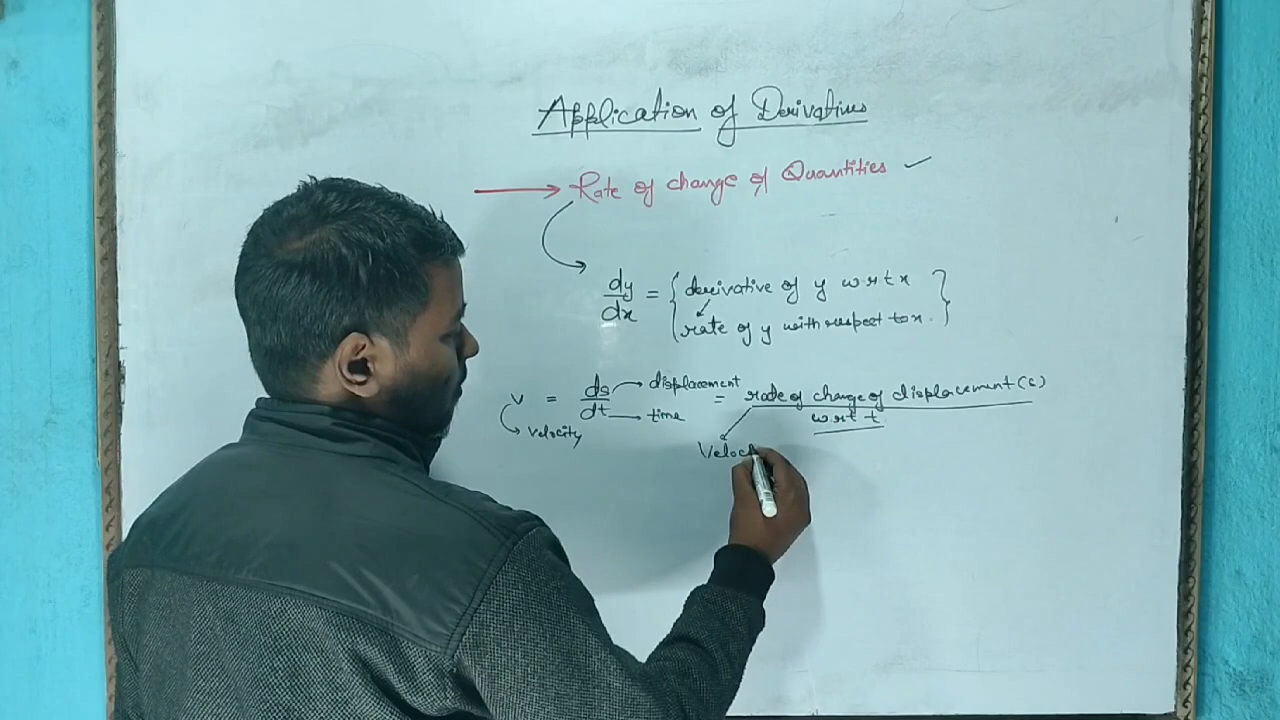 Application of Derivatives
Rate of change of Quantities ✓
dy/dx = { derivative of y w r t x
rate of y with respect to x. }
v = ds/dt = rate of change of displacement (s)
displacement
time
w r t t
velocity
Veloc